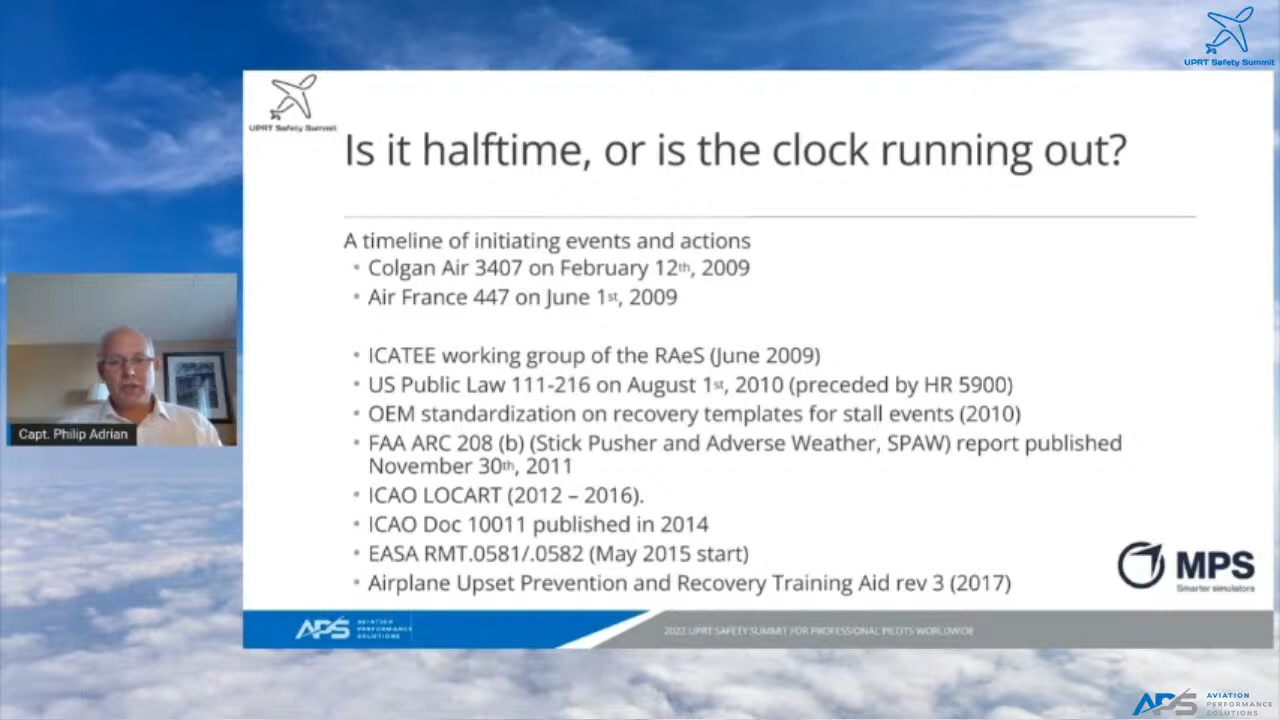 UPRT Safety Summit
UPRT Safety Summit
Is it halftime, or is the clock running out?
A timeline of initiating events and actions
• Colgan Air 3407 on February 12th, 2009
• Air France 447 on June 1st, 2009
• ICATEE working group of the RAeS (June 2009)
• US Public Law 111-216 on August 1st, 2010 (preceded by HR 5900)
• OEM standardization on recovery templates for stall events (2010)
• FAA ARC 208 (b) (Stick Pusher and Adverse Weather, SPAW) report published
November 30th, 2011
• ICAO LOCART (2012 – 2016).
• ICAO Doc 10011 published in 2014
• EASA RMT.0581/.0582 (May 2015 start)
• Airplane Upset Prevention and Recovery Training Aid rev 3 (2017)
Capt. Philip Adrian
MPS
Smarter simulators
APS
AVIATION
PERFORMANCE
SOLUTIONS
2022 UPRT SAFETY SUMMIT FOR PROFESSIONAL PILOTS WORLDWIDE
APS
AVIATION
PERFORMANCE
SOLUTIONS